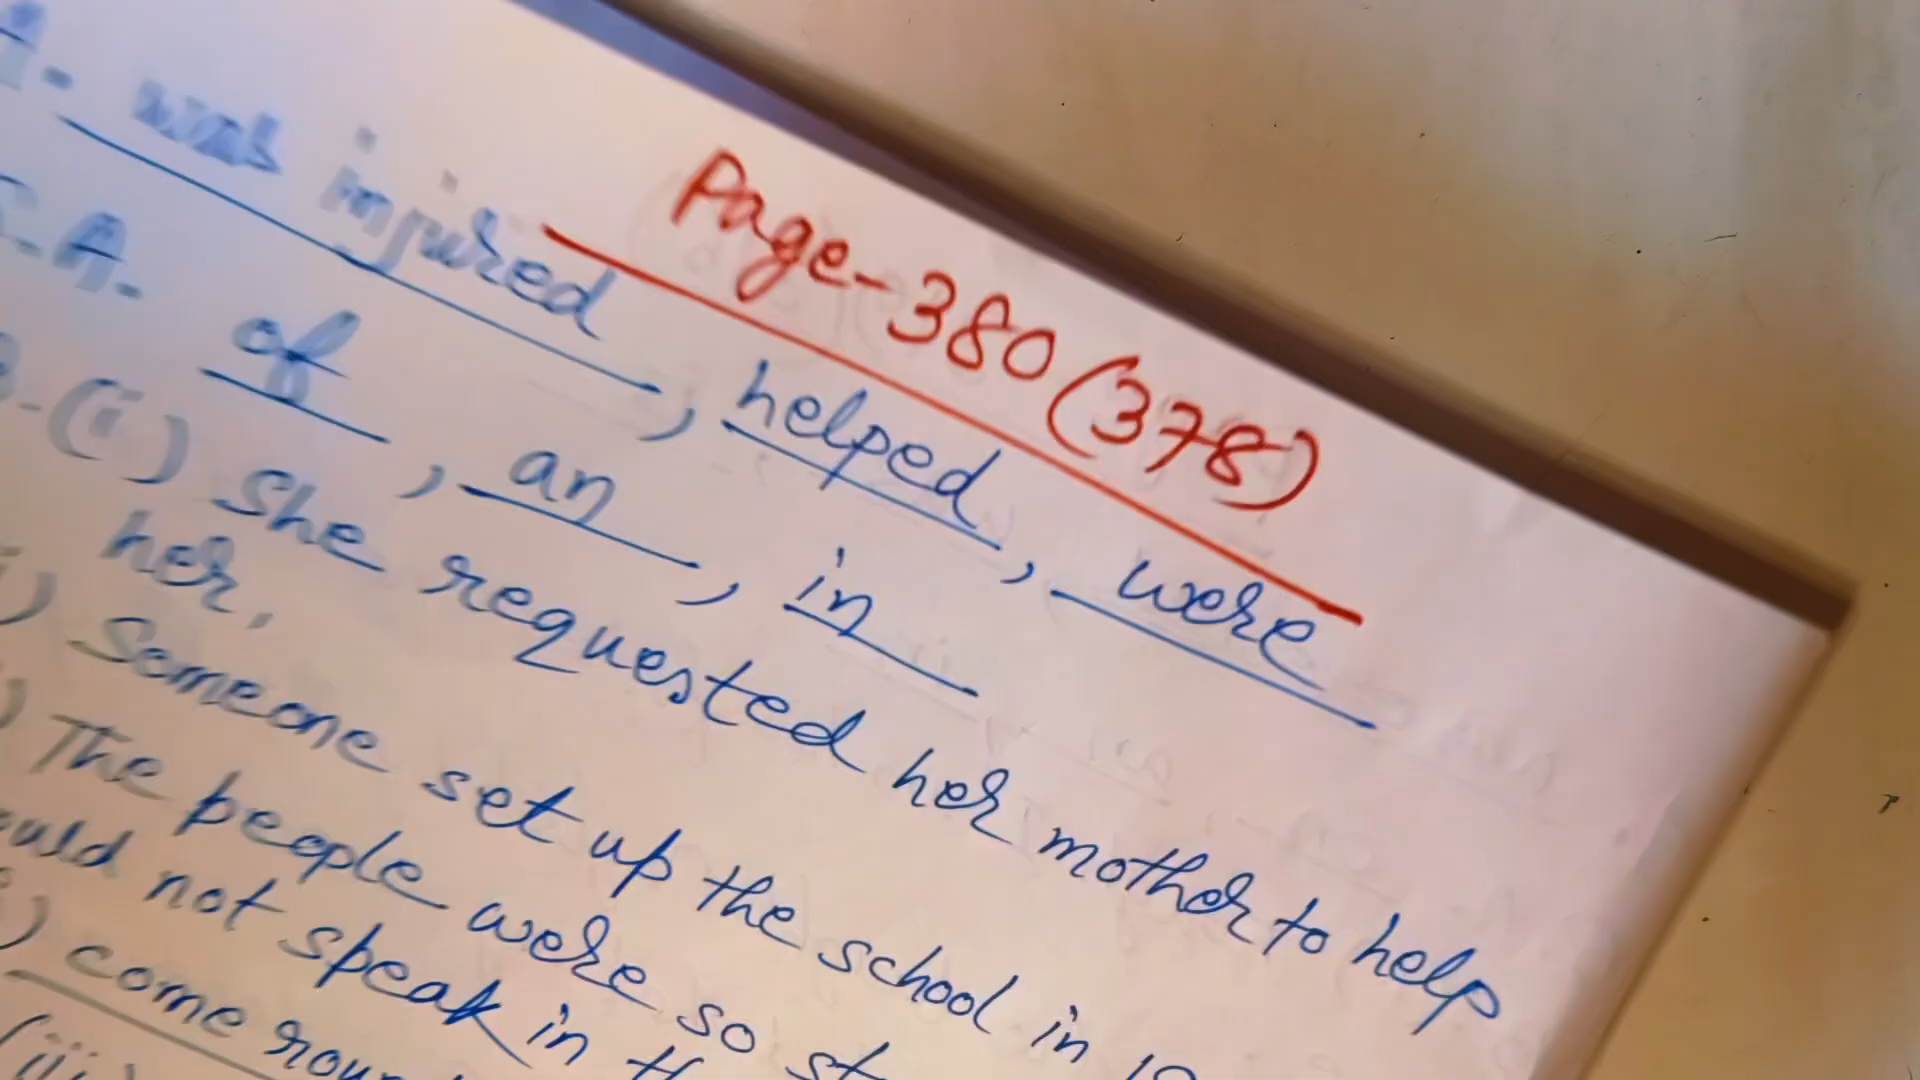 Page-380(378)
A- was injured, helped, were
A. of, an, in
(i) She requested her mother to help
her.
) Someone set up the school in
) The people were so
not speak in
) come
(iii)